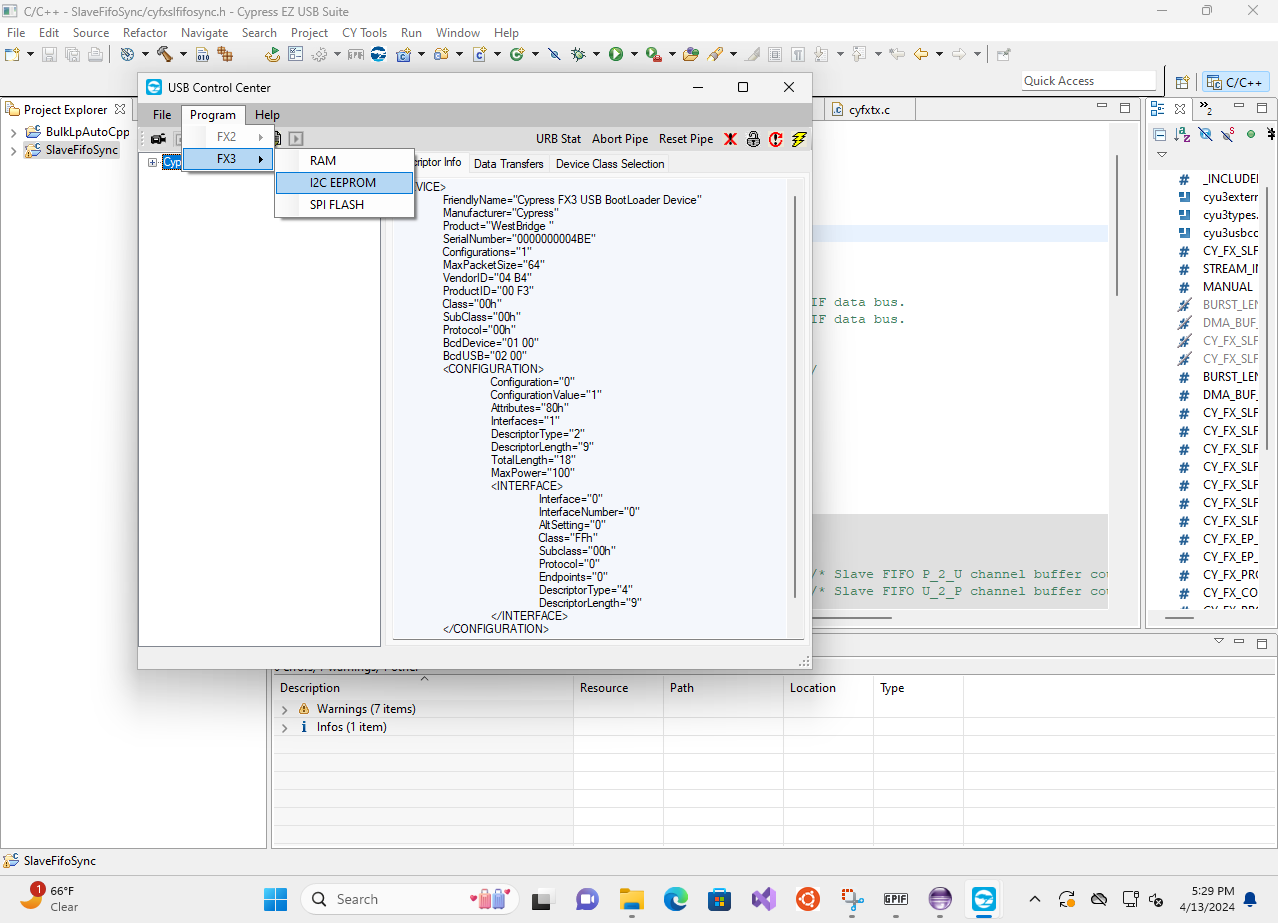 C/C++ - SlaveFifoSync/cyfxslfifosync.h - Cypress EZ USB Suite
File Edit Source Refactor Navigate Search Project CY Tools Run Window Help
Quick Access
C/C++
Project Explorer
BulkLpAutoCpp
SlaveFifoSync
USB Control Center
File Program Help
FX2
FX3
RAM
I2C EEPROM
SPI FLASH
URB Stat Abort Pipe Reset Pipe
Cyp
criptor Info Data Transfers Device Class Selection
VICE>
FriendlyName="Cypress FX3 USB BootLoader Device"
Manufacturer="Cypress"
Product="WestBridge "
SerialNumber="0000000004BE"
Configurations="1"
MaxPacketSize="64"
VendorID="04 B4"
ProductID="00 F3"
Class="00h"
SubClass="00h"
Protocol="00h"
BcdDevice="01 00"
BcdUSB="02 00"
<CONFIGURATION>
Configuration="0"
ConfigurationValue="1"
Attributes="80h"
Interfaces="1"
DescriptorType="2"
DescriptorLength="9"
TotalLength="18"
MaxPower="100"
<INTERFACE>
Interface="0"
InterfaceNumber="0"
AltSetting="0"
Class="FFh"
Subclass="00h"
Protocol="0"
Endpoints="0"
DescriptorType="4"
DescriptorLength="9"
</INTERFACE>
</CONFIGURATION>
cyfxtx.c
IF data bus.
IF data bus.
/
/* Slave FIFO P_2_U channel buffer cou
/* Slave FIFO U_2_P channel buffer cou
2
_INCLUDE
cyu3extern
cyu3types.
cyu3usbco
CY_FX_SLF
STREAM_IN
MANUAL
BURST_LEN
DMA_BUF_
CY_FX_SLF
CY_FX_SLF
BURST_LEN
DMA_BUF_
CY_FX_SLF
CY_FX_SLF
CY_FX_SLF
CY_FX_SLF
CY_FX_SLF
CY_FX_SLF
CY_FX_SLF
CY_FX_EP_
CY_FX_EP_
CY_FX_PRO
CY_FX_CO
Description Resource Path Location Type
Warnings (7 items)
Infos (1 item)
SlaveFifoSync
1
66°F
Clear
Search
GPIF
5:29 PM
4/13/2024